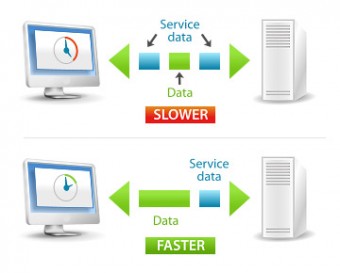 Service
data
Data
SLOWER
Service
data
Data
FASTER